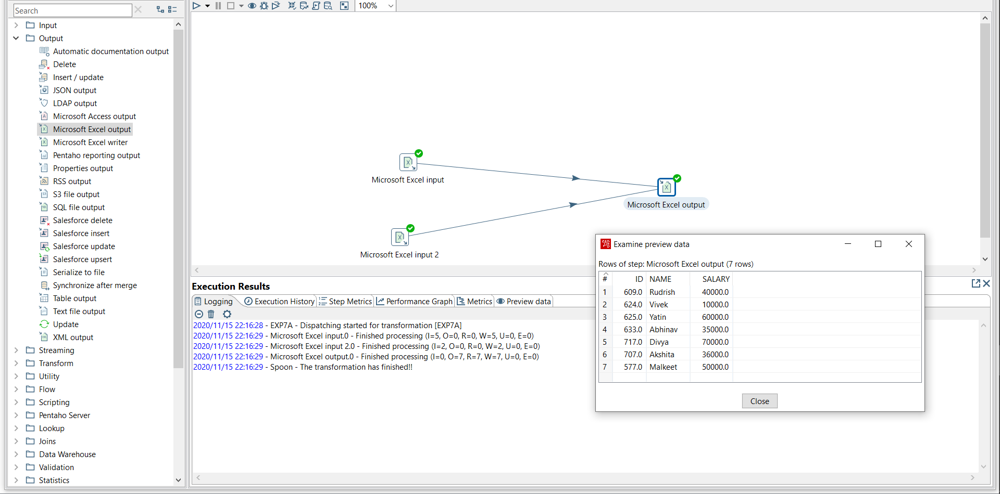 Search
100%
Input
Output
Automatic documentation output
Delete
Insert / update
JSON output
LDAP output
Microsoft Access output
Microsoft Excel output
Microsoft Excel writer
Pentaho reporting output
Properties output
RSS output
S3 file output
SQL file output
Salesforce delete
Salesforce insert
Salesforce update
Salesforce upsert
Serialize to file
Synchronize after merge
Table output
Text file output
Update
XML output
Streaming
Transform
Utility
Flow
Scripting
Pentaho Server
Lookup
Joins
Data Warehouse
Validation
Statistics
Microsoft Excel input
Microsoft Excel output
Microsoft Excel input 2
Execution Results
Logging Execution History Step Metrics Performance Graph Metrics Preview data
2020/11/15 22:16:28 - EXP7A - Dispatching started for transformation [EXP7A]
2020/11/15 22:16:29 - Microsoft Excel input.0 - Finished processing (I=5, O=0, R=0, W=5, U=0, E=0)
2020/11/15 22:16:29 - Microsoft Excel input 2.0 - Finished processing (I=2, O=0, R=0, W=2, U=0, E=0)
2020/11/15 22:16:29 - Microsoft Excel output.0 - Finished processing (I=0, O=7, R=7, W=7, U=0, E=0)
2020/11/15 22:16:29 - Spoon - The transformation has finished!!
Examine preview data
Rows of step: Microsoft Excel output (7 rows)
# ID NAME SALARY
1 609.0 Rudrish 40000.0
2 624.0 Vivek 10000.0
3 625.0 Yatin 60000.0
4 633.0 Abhinav 35000.0
5 717.0 Divya 70000.0
6 707.0 Akshita 36000.0
7 577.0 Malkeet 50000.0
Close